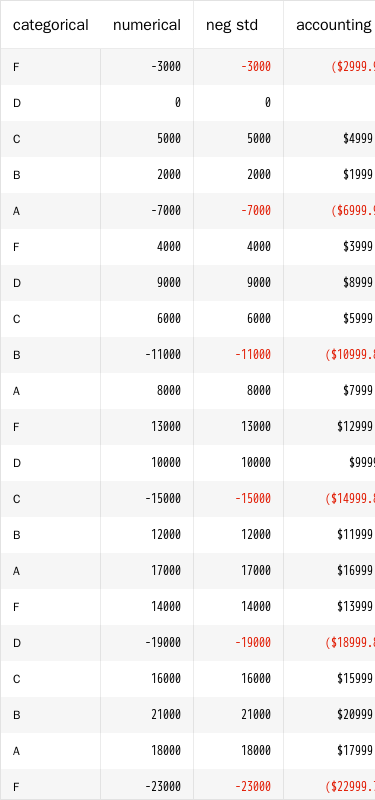 categorical numerical neg std accounting
F -3000 -3000 ($2999.9
D 0 0
C 5000 5000 $4999
B 2000 2000 $1999
A -7000 -7000 ($6999.9
F 4000 4000 $3999
D 9000 9000 $8999
C 6000 6000 $5999
B -11000 -11000 ($10999.8
A 8000 8000 $7999
F 13000 13000 $12999
D 10000 10000 $9999
C -15000 -15000 ($14999.8
B 12000 12000 $11999
A 17000 17000 $16999
F 14000 14000 $13999
D -19000 -19000 ($18999.8
C 16000 16000 $15999
B 21000 21000 $20999
A 18000 18000 $17999
F -23000 -23000 ($22999.7